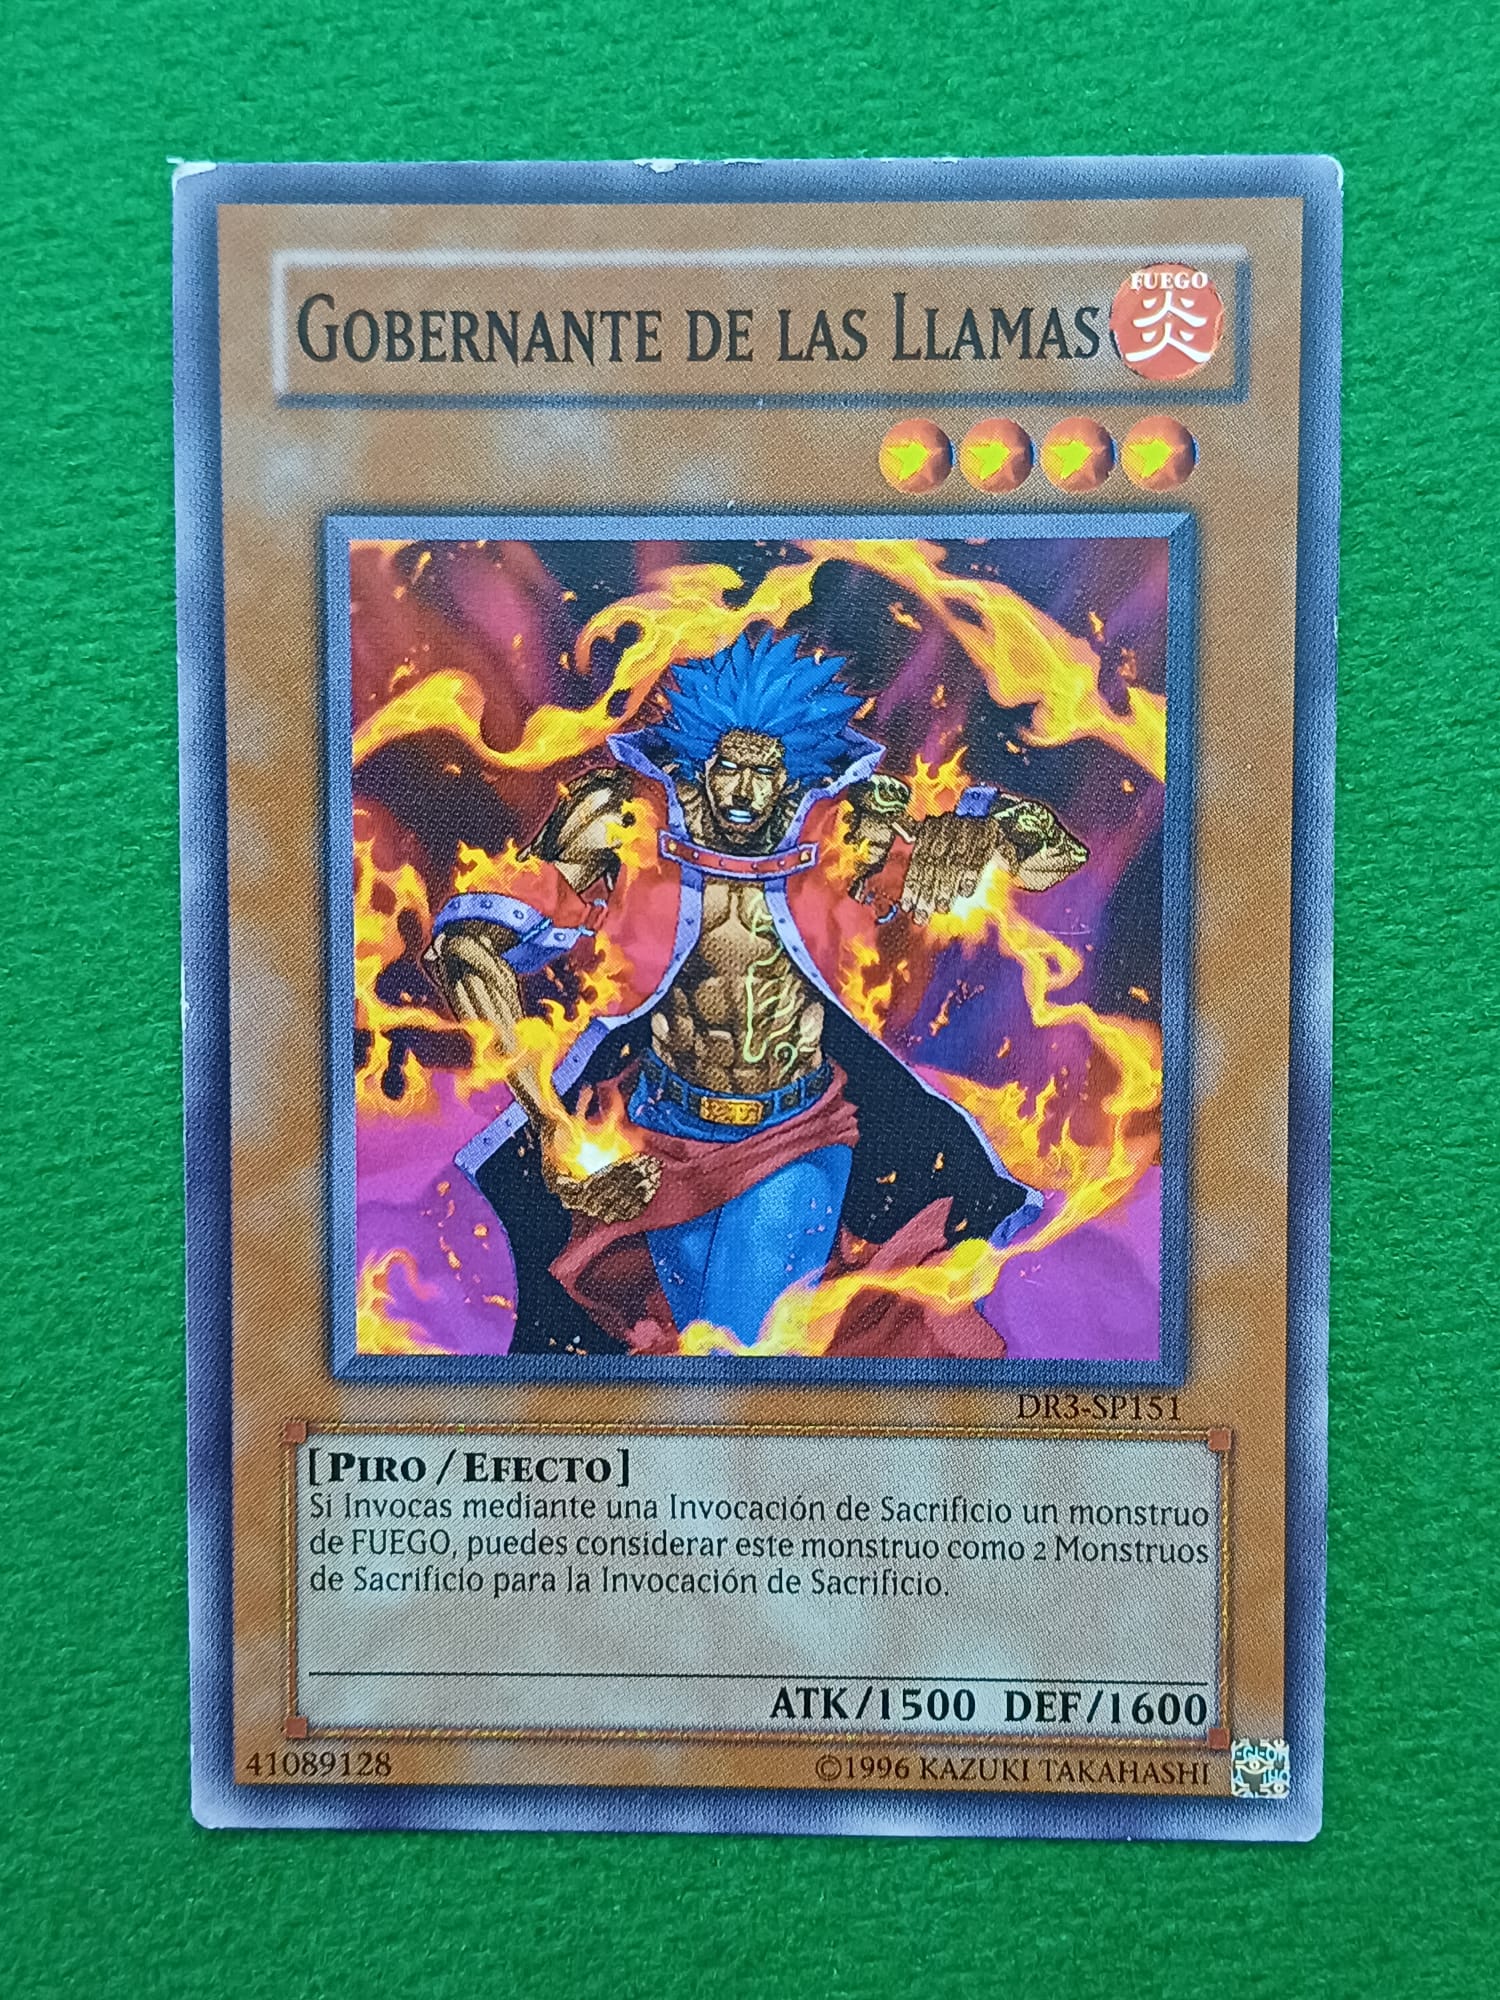 GOBERNANTE DE LAS LLAMAS
FUEGO
炎
DR3-SP151
[PIRO / EFECTO]
Si Invocas mediante una Invocación de Sacrificio un monstruo
de FUEGO, puedes considerar este monstruo como 2 Monstruos
de Sacrificio para la Invocación de Sacrificio.
ATK/1500 DEF/1600
41089128
©1996 KAZUKI TAKAHASHI